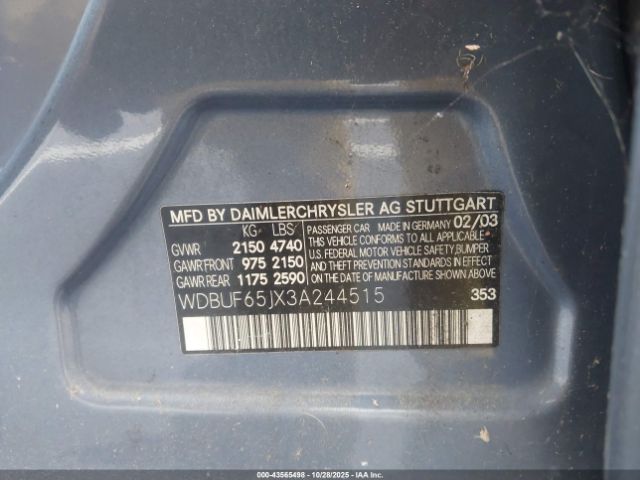 MFD BY DAIMLERCHRYSLER AG STUTTGART
KG LBS PASSENGER CAR MADE IN GERMANY 02/03
GVWR 2150 4740 THIS VEHICLE CONFORMS TO ALL APPLICABLE
GAWR FRONT 975 2150 U.S. FEDERAL MOTOR VEHICLE SAFETY, BUMPER
GAWR REAR 1175 2590 AND THEFT PREVENTION STANDARDS IN EFFECT
ON THE DATE OF MANUFACTURE SHOWN ABOVE.
WDBUF65JX3A244515 353
000-43565498 | 10/28/2025 | IAAI.COM